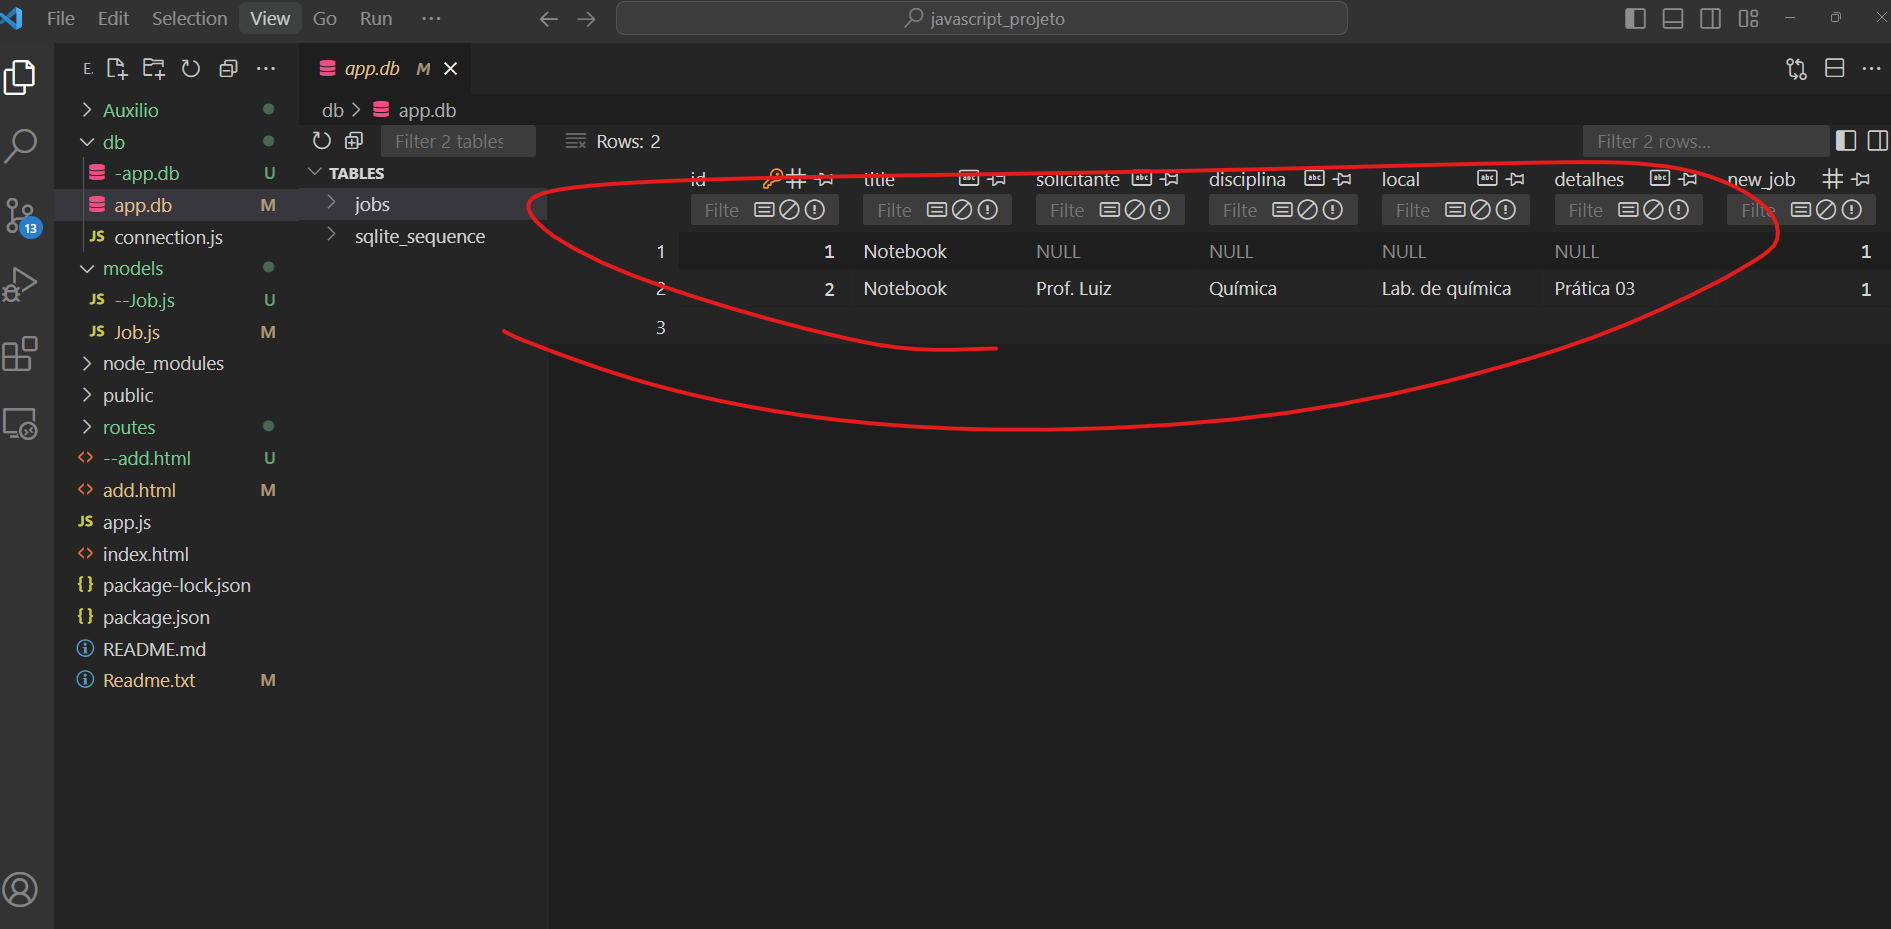 File Edit Selection View Go Run ··· javascript_projeto
E.
Auxilio
db
-app.db U
app.db M
connection.js
models
--Job.js U
Job.js M
node_modules
public
routes
--add.html U
add.html M
app.js
index.html
package-lock.json
package.json
README.md
Readme.txt M
13
app.db M
db > app.db
Filter 2 tables
Rows: 2
Filter 2 rows...
TABLES
jobs
sqlite_sequence
id title solicitante disciplina local detalhes new_job
Filte Filte Filte Filte Filte Filte Filte
1 1 Notebook NULL NULL NULL NULL 1
2 2 Notebook Prof. Luiz Química Lab. de química Prática 03 1
3